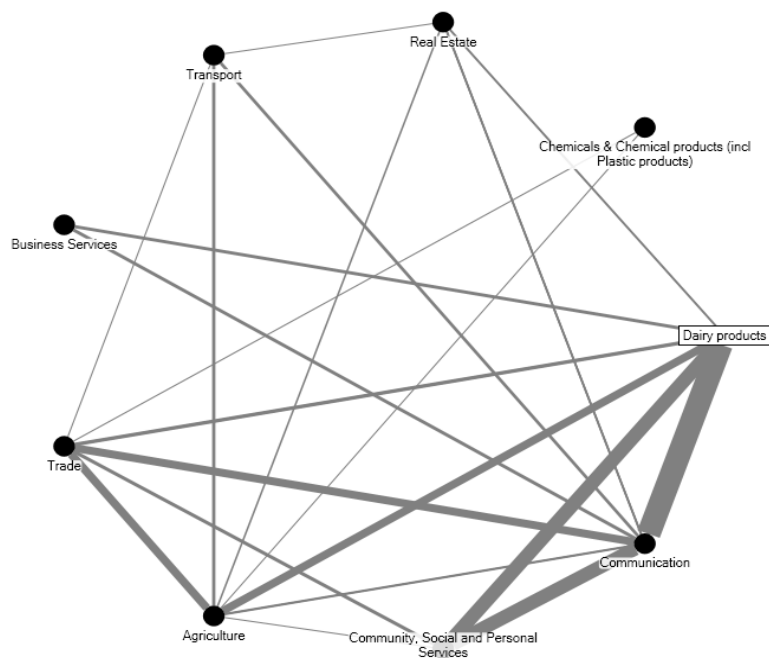 Real Estate
Transport
Chemicals & Chemical products (incl
Plastic products)
Business Services
Dairy products
Trade
Communication
Agriculture
Community, Social and Personal
Services